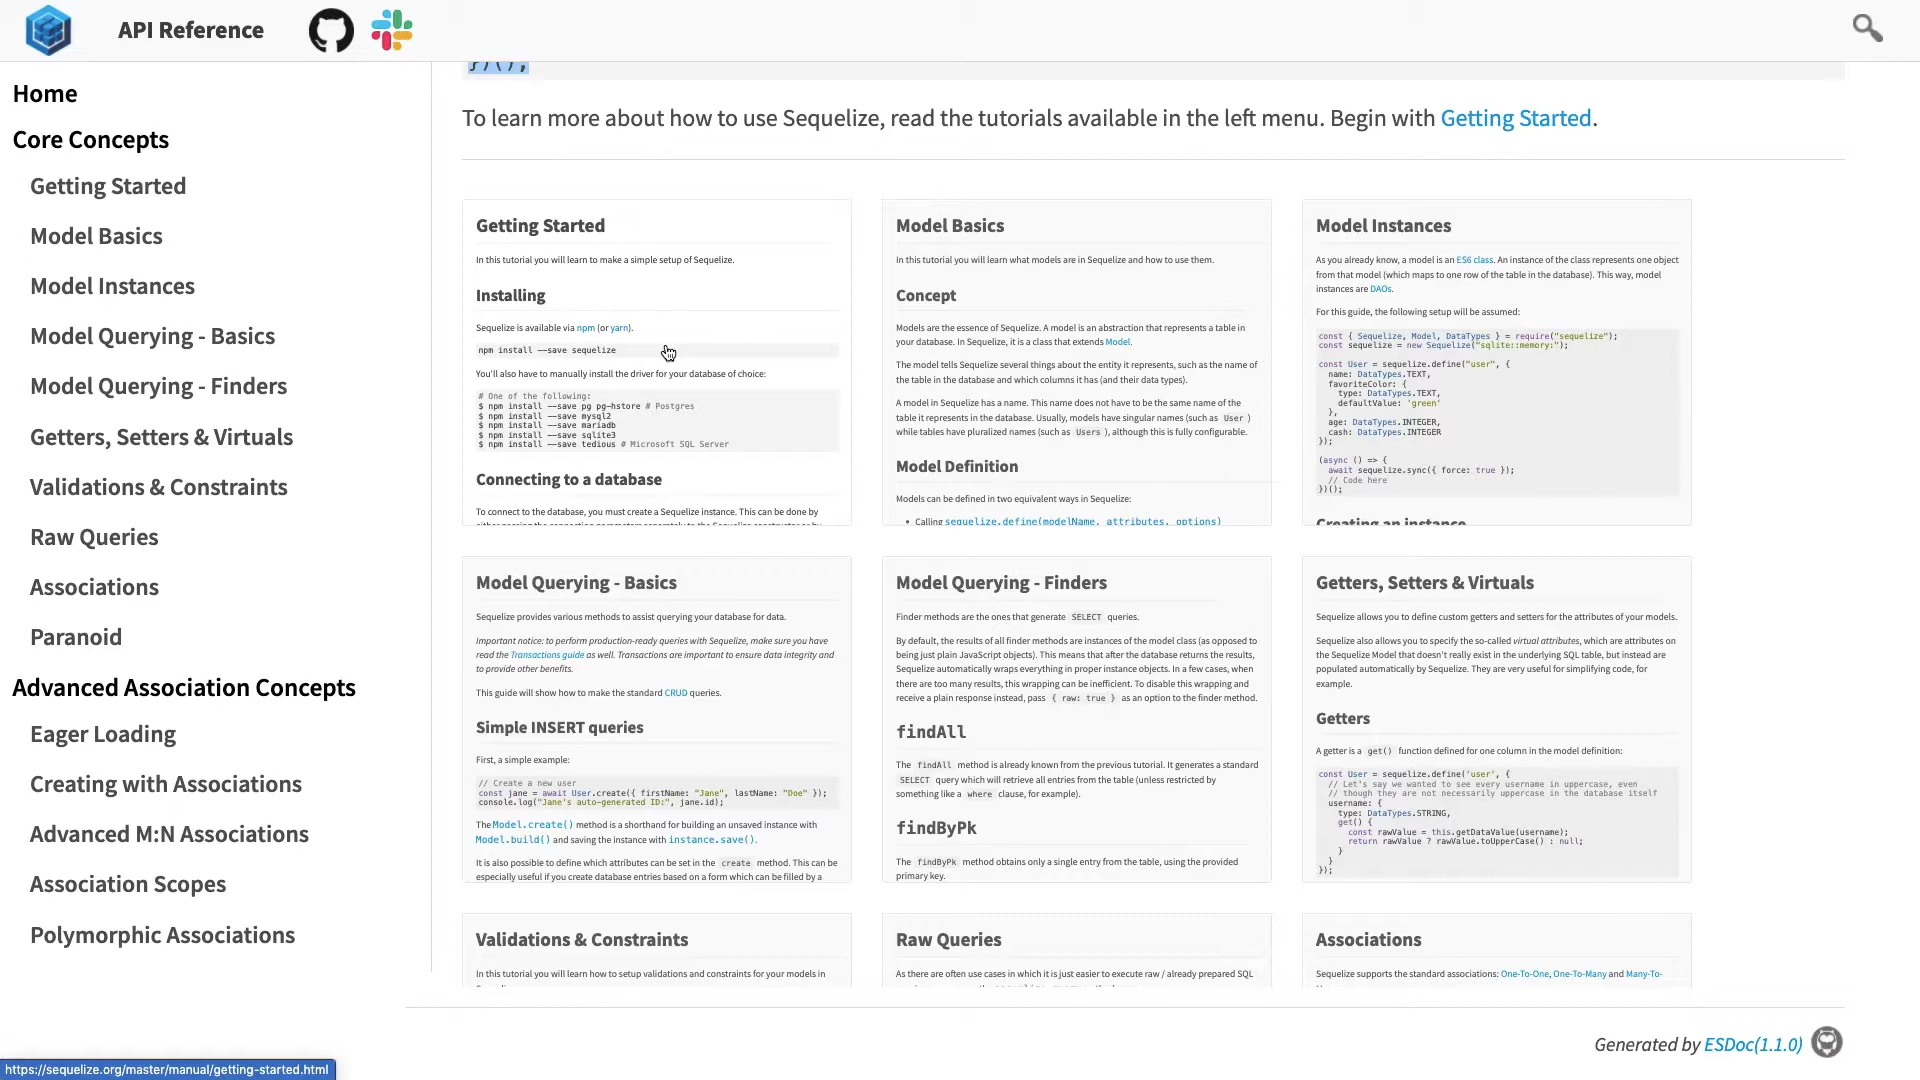 API Reference
})();
Home
Core Concepts
Getting Started
Model Basics
Model Instances
Model Querying - Basics
Model Querying - Finders
Getters, Setters & Virtuals
Validations & Constraints
Raw Queries
Associations
Paranoid
Advanced Association Concepts
Eager Loading
Creating with Associations
Advanced M:N Associations
Association Scopes
Polymorphic Associations
To learn more about how to use Sequelize, read the tutorials available in the left menu. Begin with Getting Started.
Getting Started
In this tutorial you will learn to make a simple setup of Sequelize.
Installing
Sequelize is available via npm (or yarn).
npm install --save sequelize
You'll also have to manually install the driver for your database of choice:
# One of the following:
$ npm install --save pg pg-hstore # Postgres
$ npm install --save mysql2
$ npm install --save mariadb
$ npm install --save sqlite3
$ npm install --save tedious # Microsoft SQL Server
Connecting to a database
To connect to the database, you must create a Sequelize instance. This can be done by
either passing the connection parameters separately to the Sequelize constructor or by
Model Basics
In this tutorial you will learn what models are in Sequelize and how to use them.
Concept
Models are the essence of Sequelize. A model is an abstraction that represents a table in
your database. In Sequelize, it is a class that extends Model.
The model tells Sequelize several things about the entity it represents, such as the name of
the table in the database and which columns it has (and their data types).
A model in Sequelize has a name. This name does not have to be the same name of the
table it represents in the database. Usually, models have singular names (such as User )
while tables have pluralized names (such as Users ), although this is fully configurable.
Model Definition
Models can be defined in two equivalent ways in Sequelize:
• Calling sequelize.define(modelName, attributes, options)
Model Instances
As you already know, a model is an ES6 class. An instance of the class represents one object
from that model (which maps to one row of the table in the database). This way, model
instances are DAOs.
For this guide, the following setup will be assumed:
const { Sequelize, Model, DataTypes } = require("sequelize");
const sequelize = new Sequelize("sqlite::memory:");
const User = sequelize.define("user", {
name: DataTypes.TEXT,
favoriteColor: {
type: DataTypes.TEXT,
defaultValue: 'green'
},
age: DataTypes.INTEGER,
cash: DataTypes.INTEGER
});
(async () => {
await sequelize.sync({ force: true });
// Code here
})();
Creating an instance
Model Querying - Basics
Sequelize provides various methods to assist querying your database for data.
Important notice: to perform production-ready queries with Sequelize, make sure you have
read the Transactions guide as well. Transactions are important to ensure data integrity and
to provide other benefits.
This guide will show how to make the standard CRUD queries.
Simple INSERT queries
First, a simple example:
// Create a new user
const jane = await User.create({ firstName: "Jane", lastName: "Doe" });
console.log("Jane's auto-generated ID:", jane.id);
The Model.create() method is a shorthand for building an unsaved instance with
Model.build() and saving the instance with instance.save().
It is also possible to define which attributes can be set in the create method. This can be
especially useful if you create database entries based on a form which can be filled by a
Model Querying - Finders
Finder methods are the ones that generate SELECT queries.
By default, the results of all finder methods are instances of the model class (as opposed to
being just plain JavaScript objects). This means that after the database returns the results,
Sequelize automatically wraps everything in proper instance objects. In a few cases, when
there are too many results, this wrapping can be inefficient. To disable this wrapping and
receive a plain response instead, pass { raw: true } as an option to the finder method.
findAll
The findAll method is already known from the previous tutorial. It generates a standard
SELECT query which will retrieve all entries from the table (unless restricted by
something like a where clause, for example).
findByPk
The findByPk method obtains only a single entry from the table, using the provided
primary key.
Getters, Setters & Virtuals
Sequelize allows you to define custom getters and setters for the attributes of your models.
Sequelize also allows you to specify the so-called virtual attributes, which are attributes on
the Sequelize Model that doesn't really exist in the underlying SQL table, but instead are
populated automatically by Sequelize. They are very useful for simplifying code, for
example.
Getters
A getter is a get() function defined for one column in the model definition:
const User = sequelize.define('user', {
// Let's say we wanted to see every username in uppercase, even
// though they are not necessarily uppercase in the database itself
username: {
type: DataTypes.STRING,
get() {
const rawValue = this.getDataValue(username);
return rawValue ? rawValue.toUpperCase() : null;
}
}
});
Validations & Constraints
In this tutorial you will learn how to setup validations and constraints for your models in
Raw Queries
As there are often use cases in which it is just easier to execute raw / already prepared SQL
Associations
Sequelize supports the standard associations: One-To-One, One-To-Many and Many-To-
Generated by ESDoc(1.1.0)
https://sequelize.org/master/manual/getting-started.html